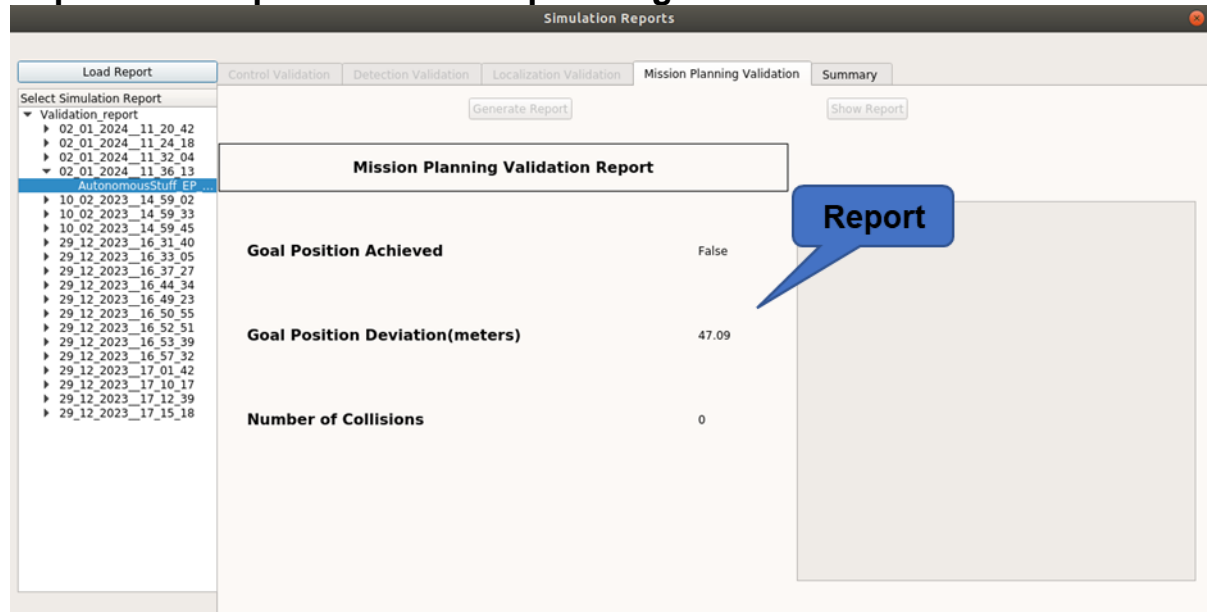 Simulation Reports
Load Report
Control Validation
Detection Validation
Localization Validation
Mission Planning Validation
Summary
Select Simulation Report
Generate Report
Show Report
Validation_report
02_01_2024__11_20_42
02_01_2024__11_24_18
02_01_2024__11_32_04
02_01_2024__11_36_13
AutonomousStuff_EP_...
10_02_2023__14_59_02
10_02_2023__14_59_33
10_02_2023__14_59_45
29_12_2023__16_31_40
29_12_2023__16_33_05
29_12_2023__16_37_27
29_12_2023__16_44_34
29_12_2023__16_49_23
29_12_2023__16_50_55
29_12_2023__16_52_51
29_12_2023__16_53_39
29_12_2023__16_57_32
29_12_2023__17_01_42
29_12_2023__17_10_17
29_12_2023__17_12_39
29_12_2023__17_15_18
Mission Planning Validation Report
Report
Goal Position Achieved
False
Goal Position Deviation(meters)
47.09
Number of Collisions
0